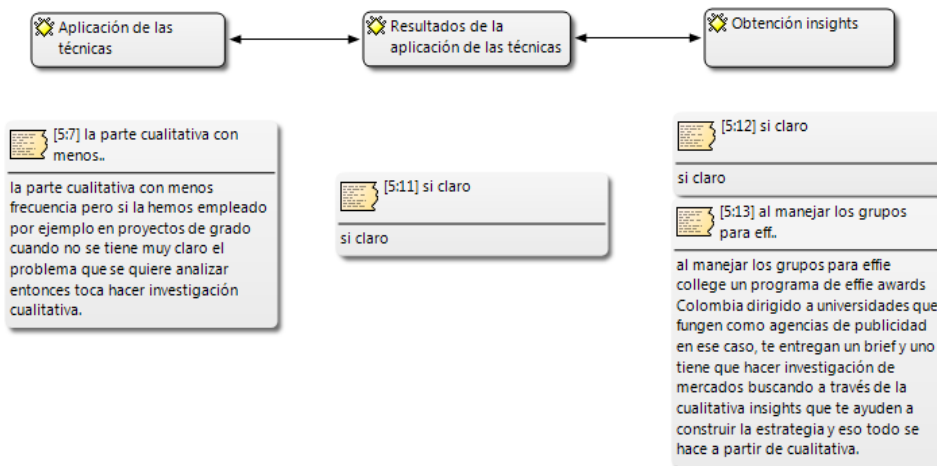 Aplicación de las
técnicas
Resultados de la
aplicación de las técnicas
Obtención insights
[5:7] la parte cualitativa con
menos..
la parte cualitativa con menos
frecuencia pero si la hemos empleado
por ejemplo en proyectos de grado
cuando no se tiene muy claro el
problema que se quiere analizar
entonces toca hacer investigación
cualitativa.
[5:11] si claro
si claro
[5:12] si claro
si claro
[5:13] al manejar los grupos
para eff..
al manejar los grupos para effie
college un programa de effie awards
Colombia dirigido a universidades que
fungen como agencias de publicidad
en ese caso, te entregan un brief y uno
tiene que hacer investigación de
mercados buscando a través de la
cualitativa insights que te ayuden a
construir la estrategia y eso todo se
hace a partir de cualitativa.